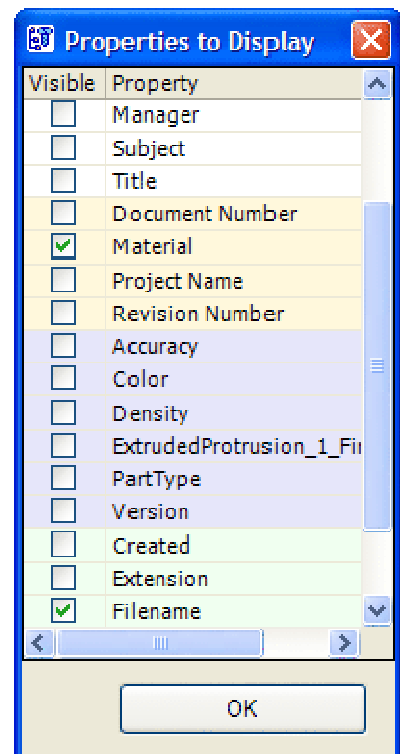 Properties to Display
Visible Property
Manager
Subject
Title
Document Number
Material
Project Name
Revision Number
Accuracy
Color
Density
ExtrudedProtrusion_1_Fi
PartType
Version
Created
Extension
Filename
OK